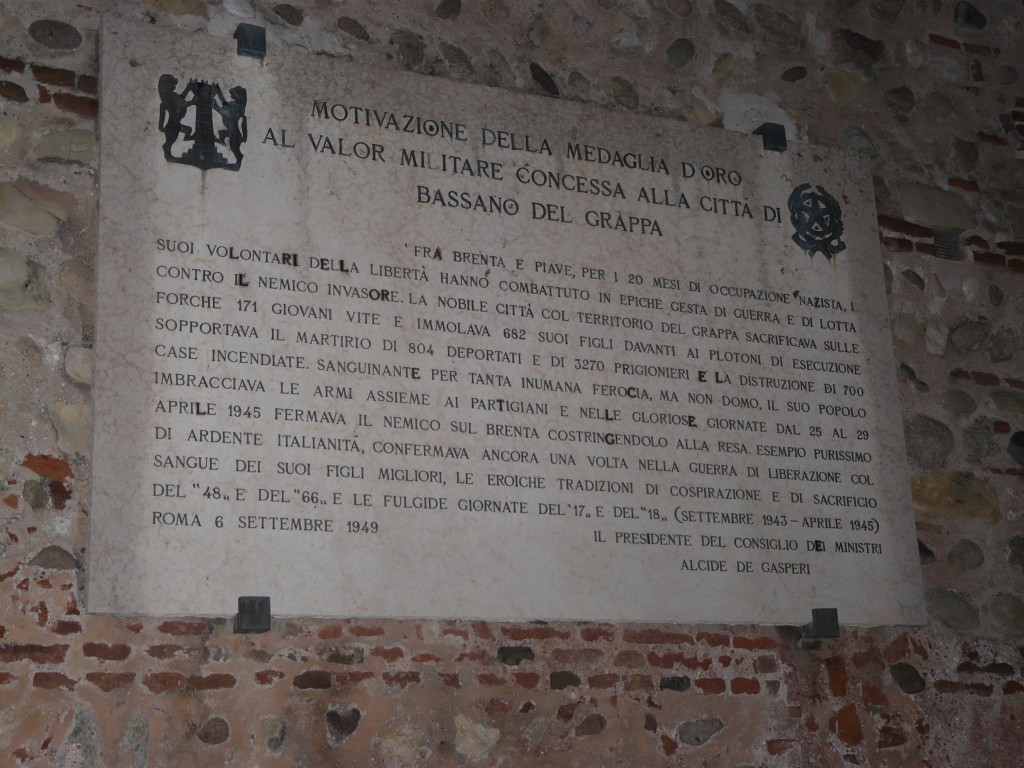 MOTIVAZIONE DELLA MEDAGLIA D'ORO
AL VALOR MILITARE CONCESSA ALLA CITTÀ DI
BASSANO DEL GRAPPA
"FRA BRENTA E PIAVE, PER I 20 MESI DI OCCUPAZIONE NAZISTA, I
SUOI VOLONTARI DELLA LIBERTÀ HANNO COMBATTUTO IN EPICHE GESTA DI GUERRA E DI LOTTA
CONTRO IL NEMICO INVASORE. LA NOBILE CITTÀ COL TERRITORIO DEL GRAPPA SACRIFICAVA SULLE
FORCHE 171 GIOVANI VITE E IMMOLAVA 682 SUOI FIGLI DAVANTI AI PLOTONI DI ESECUZIONE
SOPPORTAVA IL MARTIRIO DI 804 DEPORTATI E DI 3270 PRIGIONIERI E LA DISTRUZIONE DI 700
CASE INCENDIATE. SANGUINANTE PER TANTA INUMANA FEROCIA, MA NON DOMO, IL SUO POPOLO
IMBRACCIAVA LE ARMI ASSIEME AI PARTIGIANI E NELLE GLORIOSE GIORNATE DAL 25 AL 29
APRILE 1945 FERMAVA IL NEMICO SUL BRENTA COSTRINGENDOLO ALLA RESA. ESEMPIO PURISSIMO
DI ARDENTE ITALIANITÀ, CONFERMAVA ANCORA UNA VOLTA NELLA GUERRA DI LIBERAZIONE COL
SANGUE DEI SUOI FIGLI MIGLIORI, LE EROICHE TRADIZIONI DI COSPIRAZIONE E DI SACRIFICIO
DEL "48„ E DEL "66„ E LE FULGIDE GIORNATE DEL '17„ E DEL "18„ (SETTEMBRE 1943 - APRILE 1945)
ROMA 6 SETTEMBRE 1949
IL PRESIDENTE DEL CONSIGLIO DEI MINISTRI
ALCIDE DE GASPERI